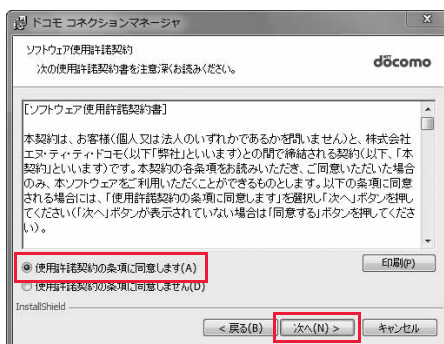 ドコモ コネクションマネージャ
ソフトウェア使用許諾契約
次の使用許諾契約書を注意深くお読みください。
döcomo
[ソフトウェア使用許諾契約書]
本契約は、お客様(個人又は法人のいずれかであるかを問いません)と、株式会社
エヌ・ティ・ティ・ドコモ(以下「弊社」といいます)との間で締結される契約(以下、「本
契約」といいます)です。本契約の各条項をお読みいただき、ご同意いただいた場合
のみ、本ソフトウェアをご利用いただくことができるものとします。以下の条項に同意
される場合には、「使用許諾契約の条項に同意します」を選択し「次へ」ボタンを押し
てください(「次へ」ボタンが表示されていない場合は「同意する」ボタンを押してくださ
い)。
使用許諾契約の条項に同意します(A)
印刷(P)
使用許諾契約の条項に同意しません(D)
InstallShield
< 戻る(B)
次へ(N) >
キャンセル